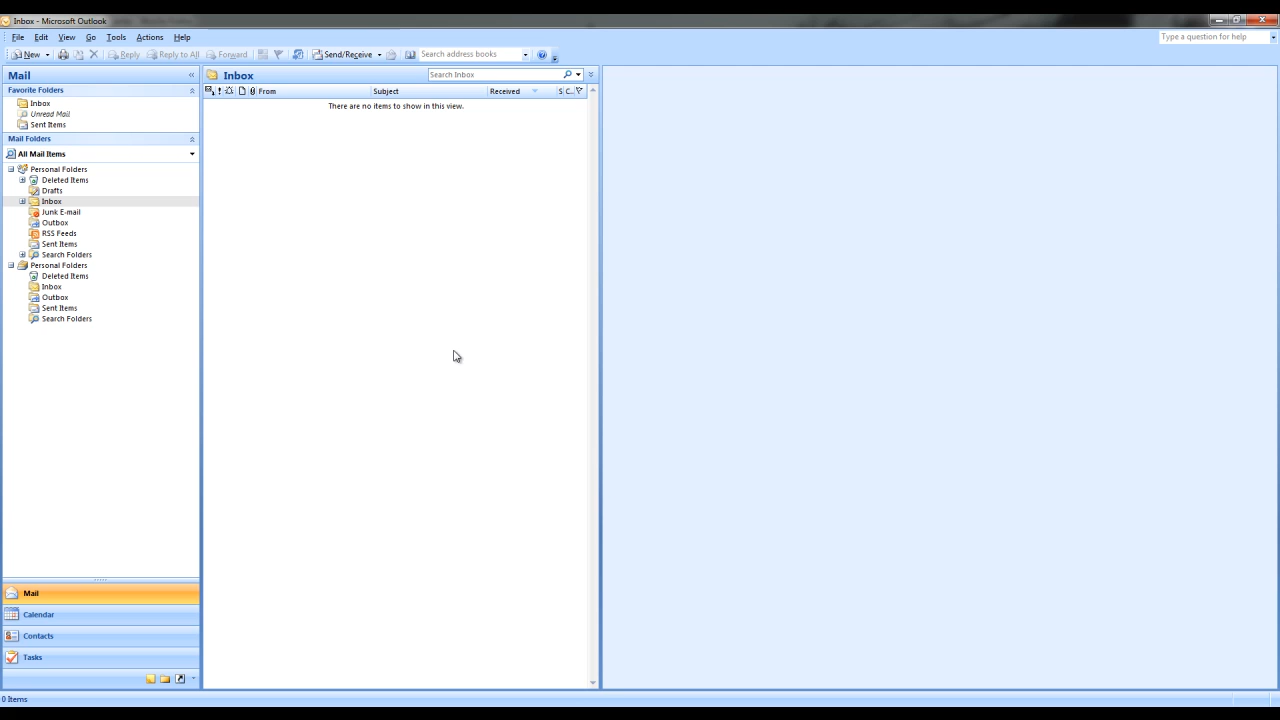 Inbox - Microsoft Outlook
File Edit View Go Tools Actions Help
Type a question for help
New Reply Reply to All Forward Send/Receive Search address books
Mail
Favorite Folders
Inbox
Unread Mail
Sent Items
Mail Folders
All Mail Items
Personal Folders
Deleted Items
Drafts
Inbox
Junk E-mail
Outbox
RSS Feeds
Sent Items
Search Folders
Personal Folders
Deleted Items
Inbox
Outbox
Sent Items
Search Folders
Mail
Calendar
Contacts
Tasks
Inbox Search Inbox
From Subject Received S C...
There are no items to show in this view.
0 Items